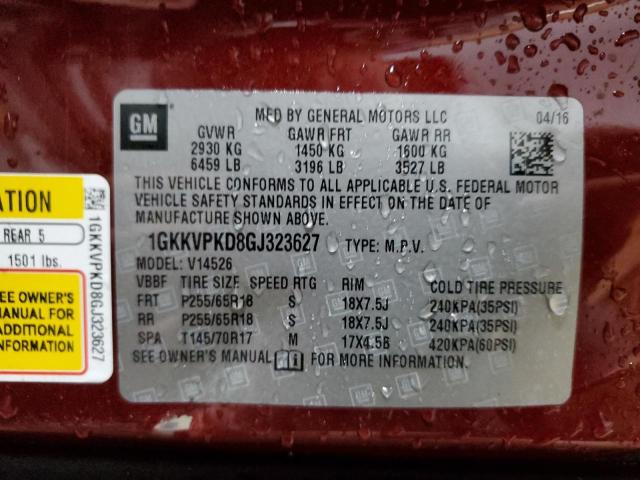 GM
MFD BY GENERAL MOTORS LLC 04/16
GVWR GAWR FRT GAWR RR
2930 KG 1450 KG 1600 KG
6459 LB 3196 LB 3527 LB
THIS VEHICLE CONFORMS TO ALL APPLICABLE U.S. FEDERAL MOTOR
VEHICLE SAFETY STANDARDS IN EFFECT ON THE DATE OF
MANUFACTURE SHOWN ABOVE.
1GKKVPKD8GJ323627 TYPE: M.P.V.
MODEL: V14526
VBBF TIRE SIZE SPEED RTG RIM COLD TIRE PRESSURE
FRT P255/65R18 S 18X7.5J 240KPA(35PSI)
RR P255/65R18 S 18X7.5J 240KPA(35PSI)
SPA T145/70R17 M 17X4.5B 420KPA(60PSI)
SEE OWNER'S MANUAL FOR MORE INFORMATION.
ATION
REAR 5
1501 lbs.
SEE OWNER'S
MANUAL FOR
ADDITIONAL
INFORMATION
1GKKVPKD8GJ323627